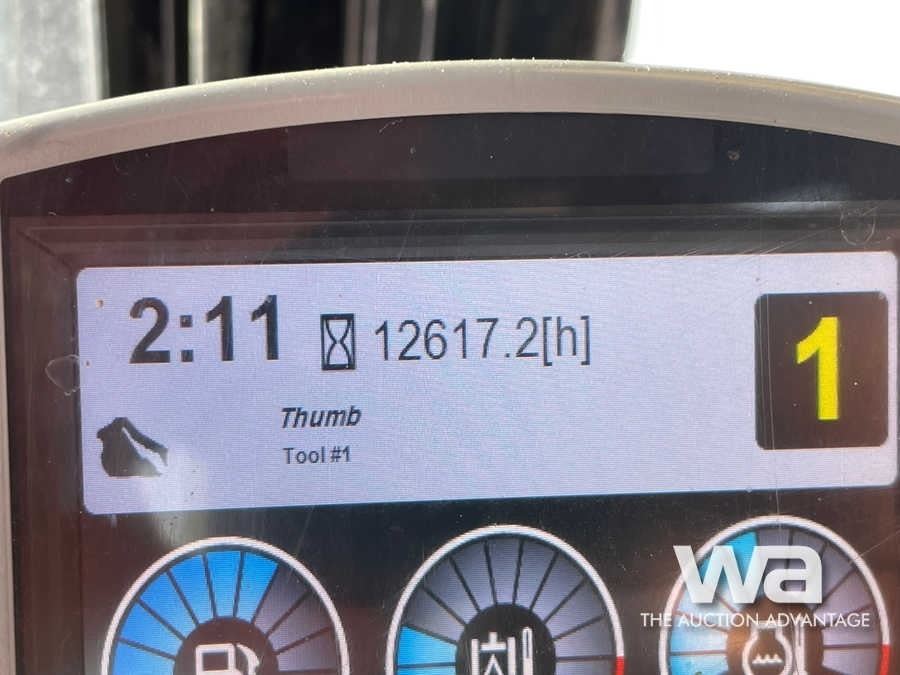 2:11 12617.2[h]
1
Thumb
Tool #1
wa
THE AUCTION ADVANTAGE